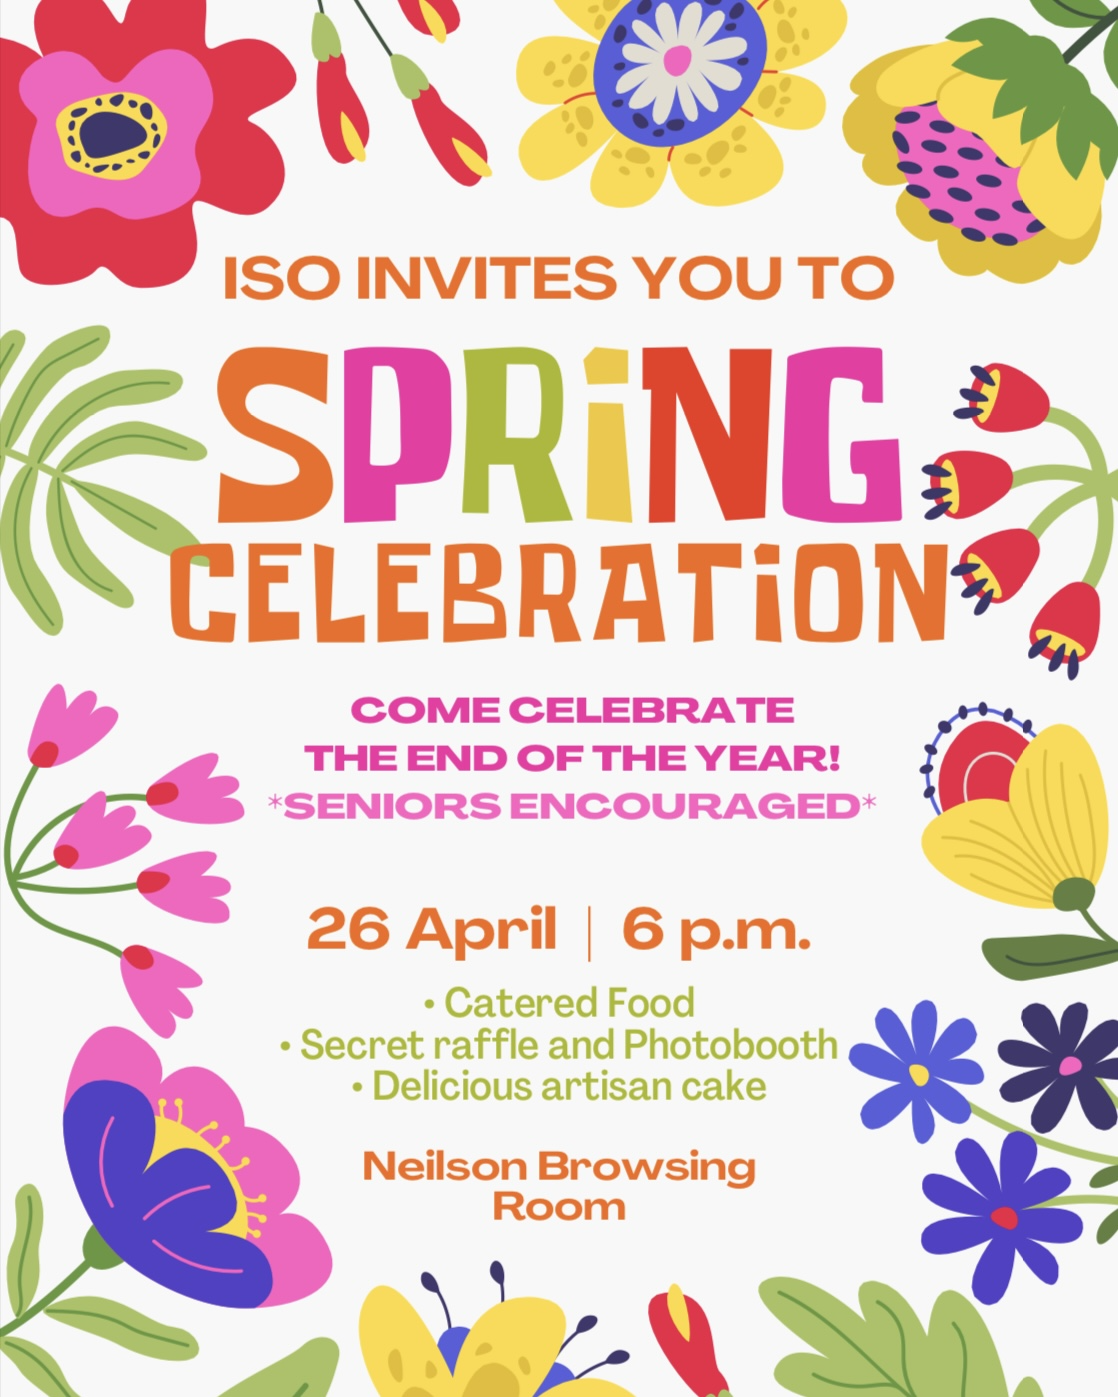 ISO INVITES YOU TO
SPRiNG
CELEBRATiON
COME CELEBRATE
THE END OF THE YEAR!
*SENIORS ENCOURAGED*
26 April | 6 p.m.
• Catered Food
• Secret raffle and Photobooth
• Delicious artisan cake
Neilson Browsing
Room